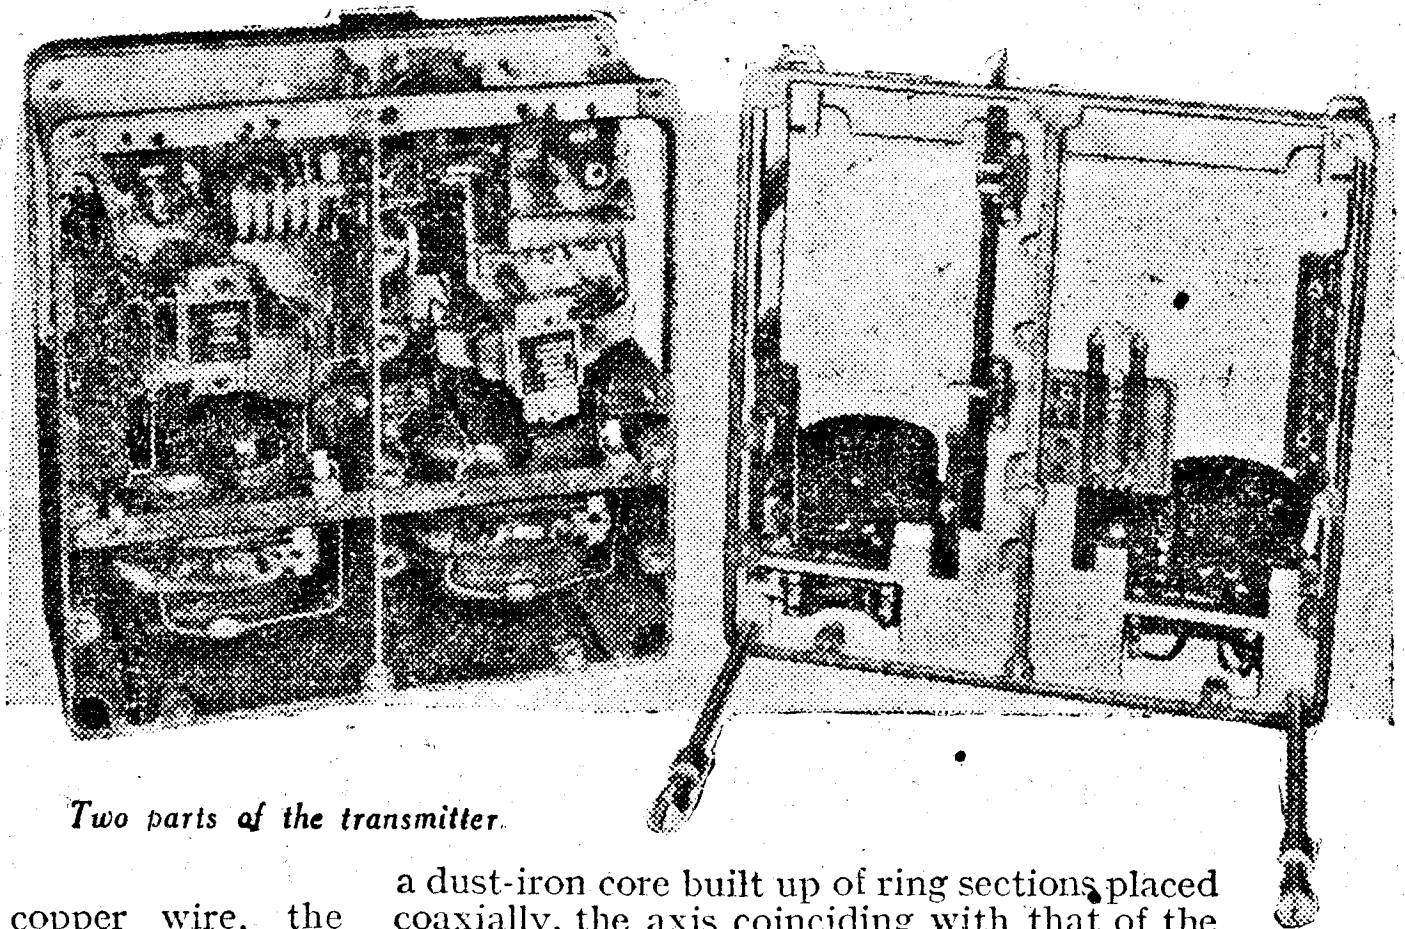 Two parts of the transmitter.
copper wire, the
a dust-iron core built up of ring sections placed
coaxially, the axis coinciding with that of the